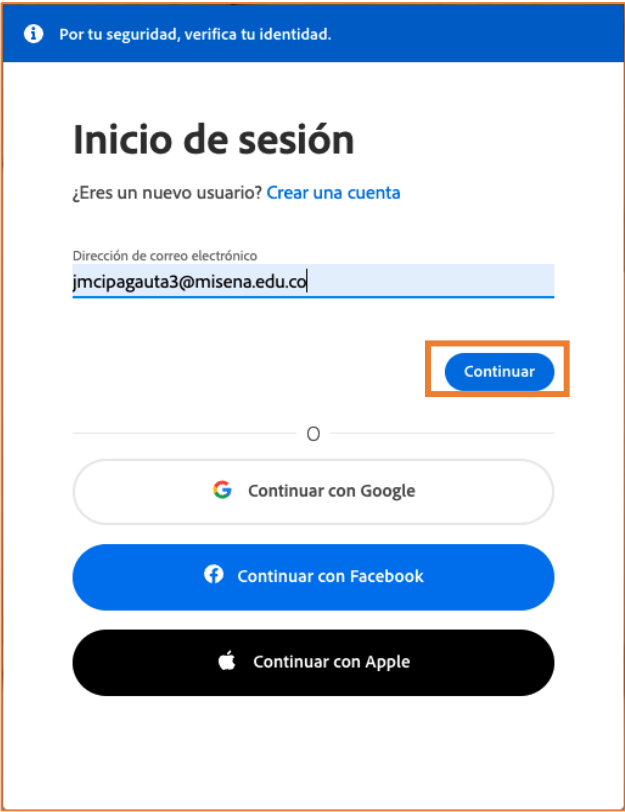 Por tu seguridad, verifica tu identidad.
Inicio de sesión
¿Eres un nuevo usuario? Crear una cuenta
Dirección de correo electrónico
jmcipagauta3@misena.edu.co
Continuar
O
Continuar con Google
Continuar con Facebook
Continuar con Apple